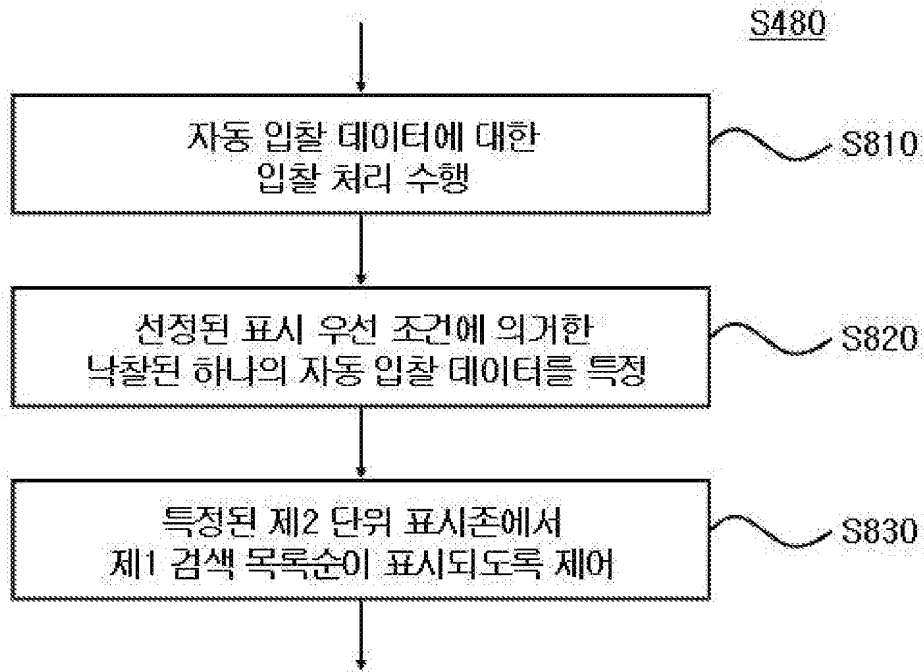 S480
자동 입찰 데이터에 대한
입찰 처리 수행
S810
선정된 표시 우선 조건에 의거한
낙찰된 하나의 자동 입찰 데이터를 특정
S820
특정된 제2 단위 표시존에서
제1 검색 목록순이 표시되도록 제어
S830